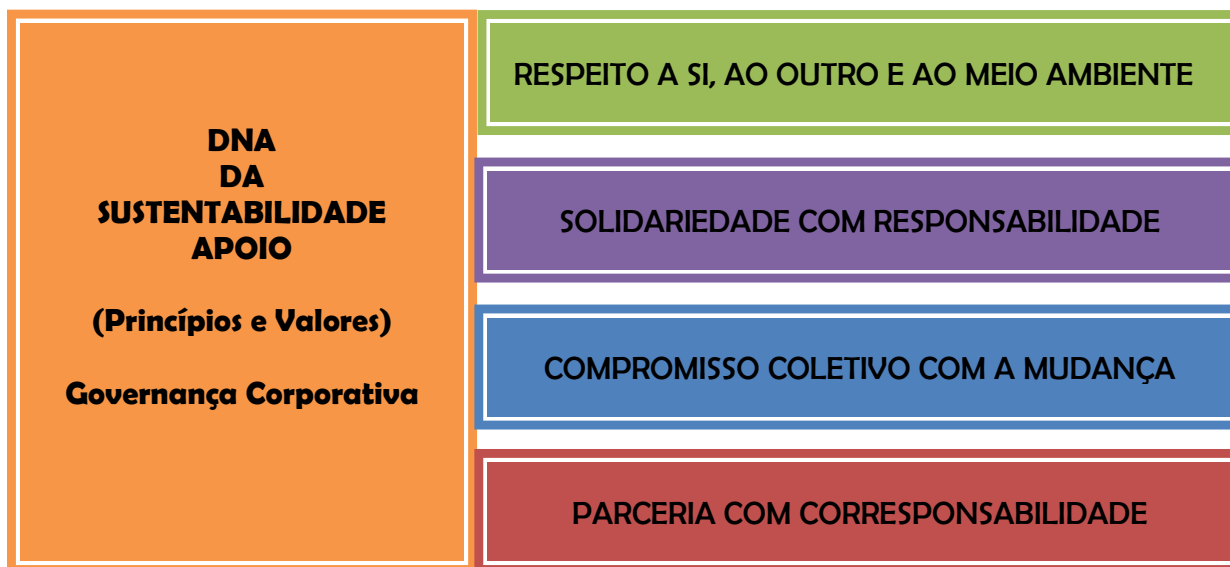 DNA
DA
SUSTENTABILIDADE
APOIO
(Princípios e Valores)
Governança Corporativa
RESPEITO A SI, AO OUTRO E AO MEIO AMBIENTE
SOLIDARIEDADE COM RESPONSABILIDADE
COMPROMISSO COLETIVO COM A MUDANÇA
PARCERIA COM CORRESPONSABILIDADE